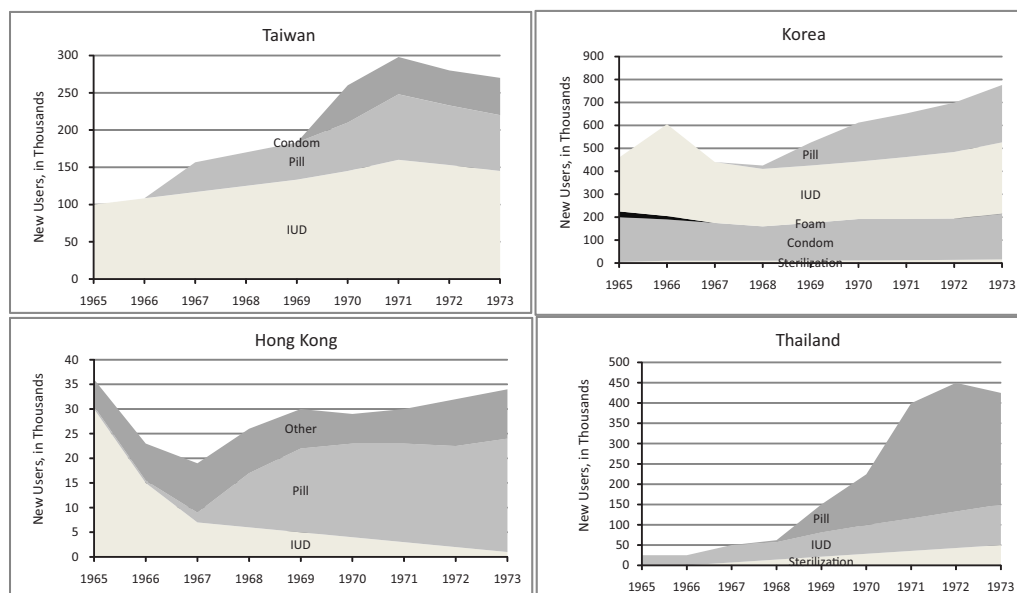 Taiwan
New Users, in Thousands
300
250
200
150
100
50
0
Condom
Pill
IUD
1965 1966 1967 1968 1969 1970 1971 1972 1973
Korea
New Users, in Thousands
900
800
700
600
500
400
300
200
100
0
Pill
IUD
Foam
Condom
Sterilization
1965 1966 1967 1968 1969 1970 1971 1972 1973
Hong Kong
New Users, in Thousands
40
35
30
25
20
15
10
5
0
Other
Pill
IUD
1965 1966 1967 1968 1969 1970 1971 1972 1973
Thailand
New Users, in Thousands
500
450
400
350
300
250
200
150
100
50
0
Pill
IUD
Sterilization
1965 1966 1967 1968 1969 1970 1971 1972 1973